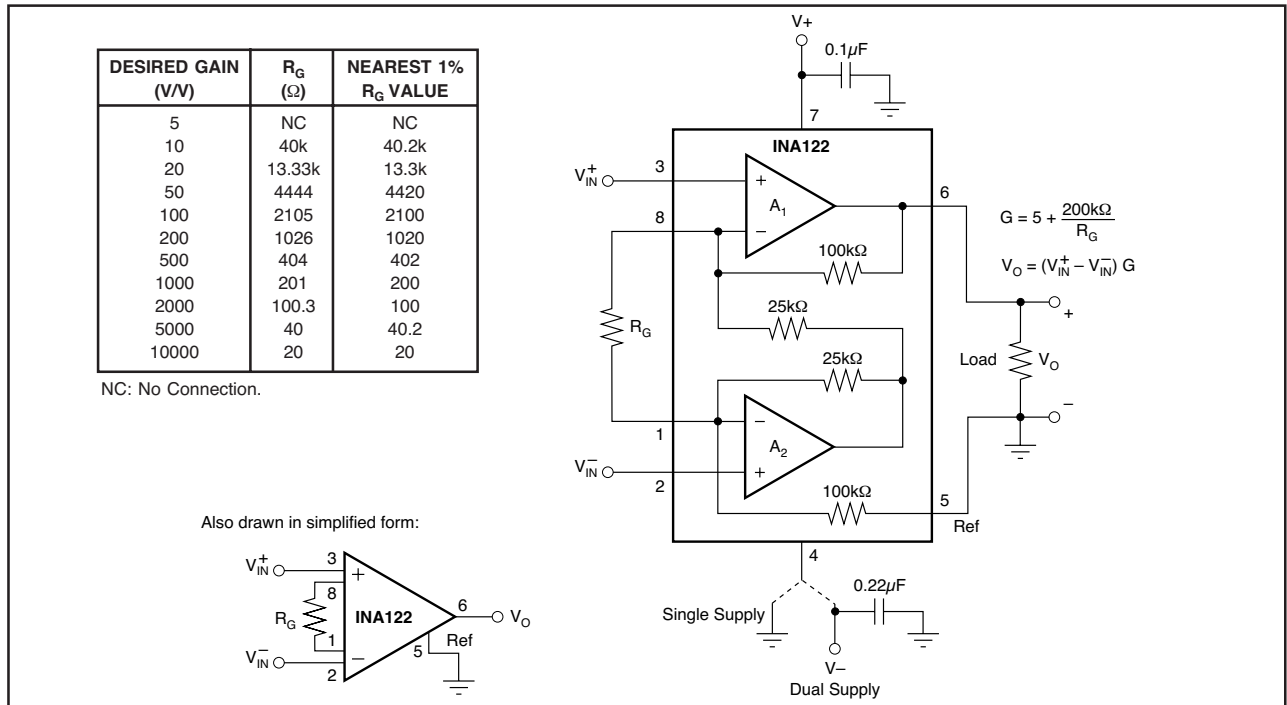 DESIRED GAIN (V/V) R_G (Ω) NEAREST 1% R_G VALUE
5 NC NC
10 40k 40.2k
20 13.33k 13.3k
50 4444 4420
100 2105 2100
200 1026 1020
500 404 402
1000 201 200
2000 100.3 100
5000 40 40.2
10000 20 20
NC: No Connection.
V+
0.1µF
7
INA122
V_IN^+
3
+
A_1
−
8
6
100kΩ
25kΩ
R_G
25kΩ
1
−
A_2
+
V_IN^−
2
100kΩ
5
Ref
4
G = 5 + 200kΩ / R_G
V_O = (V_IN^+ − V_IN^−) G
+
Load
V_O
−
Single Supply
0.22µF
V−
Dual Supply
Also drawn in simplified form:
V_IN^+
3
+
8
R_G
INA122
6
V_O
1
−
5
Ref
V_IN^−
2